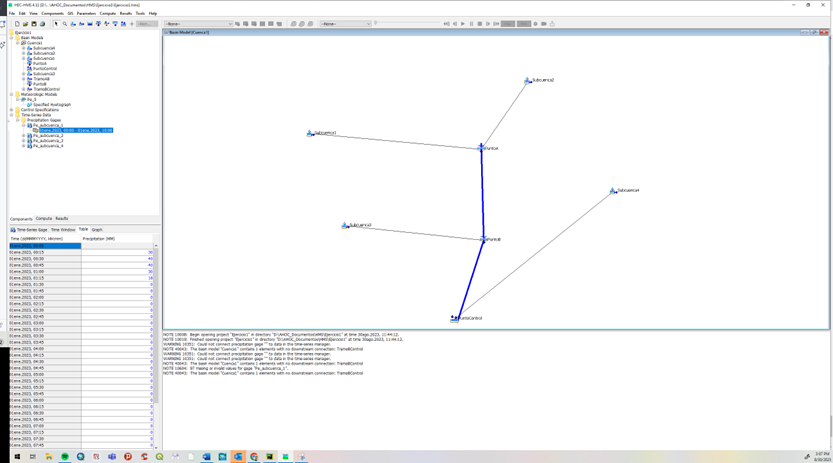 HEC-HMS 4.11 [D:\...\AHOC_Documentos\HMS\Ejercicio1\Ejercicio1.hms]
File Edit View Components GIS Parameters Compute Results Tools Help
--None-- --None--
Ejercicio1
Basin Models
Cuenca1
Subcuenca4
Subcuenca2
Subcuenca1
PuntoA
PuntoControl
Subcuenca3
TransAB
PuntoB
TransBControl
Meteorologic Models
Specified Hyetograph
Control Specifications
Time-Series Data
Precipitation Gages
Pe_subcuenca_1
01ene.2023, 00:00 - 01ene.2023, 10:00
Pe_subcuenca_2
Pe_subcuenca_3
Pe_subcuenca_4
Components Compute Results
Time-Series Gage Time Window Table Graph
Time (ddMMMYYYY, HH:mm) Precipitation (MM)
01ene.2023, 00:00
01ene.2023, 00:15 30
01ene.2023, 00:30 40
01ene.2023, 00:45 40
01ene.2023, 01:00 30
01ene.2023, 01:15
01ene.2023, 01:30 0
01ene.2023, 01:45 0
01ene.2023, 02:00 0
01ene.2023, 02:15 0
01ene.2023, 02:30 0
01ene.2023, 02:45 0
01ene.2023, 03:00 0
01ene.2023, 03:15 0
01ene.2023, 03:30 0
01ene.2023, 03:45 0
01ene.2023, 04:00 0
01ene.2023, 04:15 0
01ene.2023, 04:30 0
01ene.2023, 04:45 0
01ene.2023, 05:00 0
01ene.2023, 05:15 0
01ene.2023, 05:30 0
01ene.2023, 05:45 0
01ene.2023, 06:00 0
01ene.2023, 06:15 0
01ene.2023, 06:30 0
01ene.2023, 06:45 0
01ene.2023, 07:00 0
01ene.2023, 07:15 0
01ene.2023, 07:30 0
01ene.2023, 07:45 0
Basin Model [Cuenca1]
Subcuenca2
Subcuenca1
PuntoA
Subcuenca4
Subcuenca3
PuntoB
PuntoControl
NOTE 10008: Begin opening project "Ejercicio1" in directory "D:\AHOC_Documentos\HMS\Ejercicio1" at time 30ago.2023, 11:44:12.
NOTE 10019: Finished opening project "Ejercicio1" in directory "D:\AHOC_Documentos\HMS\Ejercicio1" at time 30ago.2023, 11:44:12.
WARNING 10351: Could not connect precipitation gage "" to data in the time-series manager.
NOTE 40043: The basin model "Cuenca1" contains 1 elements with no downstream connection: TransBControl
WARNING 10351: Could not connect precipitation gage "" to data in the time-series manager.
WARNING 10351: Could not connect precipitation gage "" to data in the time-series manager.
NOTE 40043: The basin model "Cuenca1" contains 1 elements with no downstream connection: TransBControl
NOTE 10604: 97 missing or invalid values for gage "Pe_subcuenca_1".
NOTE 40043: The basin model "Cuenca1" contains 1 elements with no downstream connection: TransBControl
3:07 PM
8/30/2023